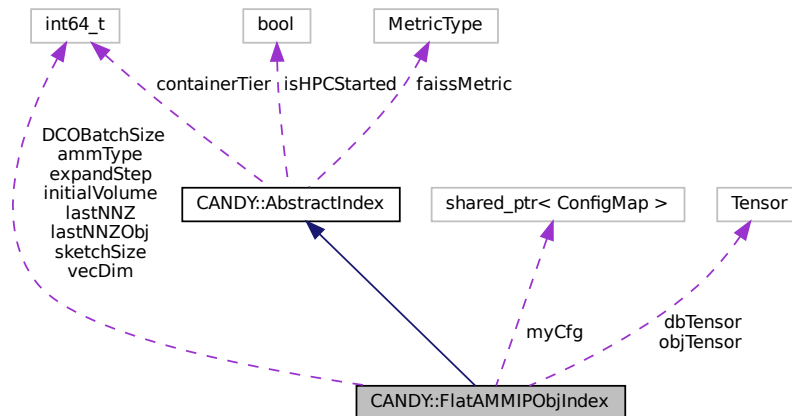 int64_t
bool
MetricType
containerTier
isHPCStarted
faissMetric
DCOBatchSize
ammType
expandStep
initialVolume
lastNNZ
lastNNZObj
sketchSize
vecDim
CANDY::AbstractIndex
shared_ptr< ConfigMap >
Tensor
myCfg
dbTensor
objTensor
CANDY::FlatAMMIPObjIndex